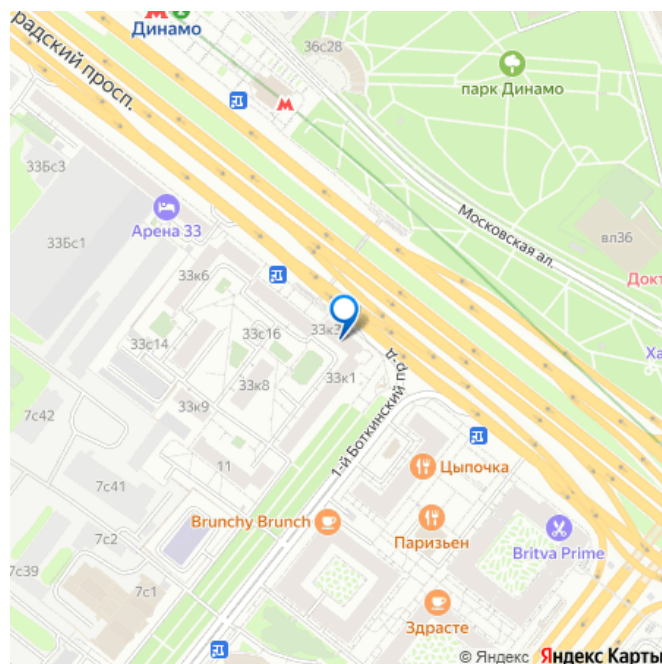 Динамо
36с28
радский просп.
парк Динамо
33Бс3
Московская ал.
вл36
Арена 33
33Бс1
Докт
33к6
33с16
33к3
33с14
Ха
33к1
33к8
33к9
7с42
1-й Боткинский пр-д
11
Цыпочка
7с41
Brunchy Brunch
Паризьен
Britva Prime
7с2
7с39
7с1
Здрасте
© Яндекс Яндекс Карты